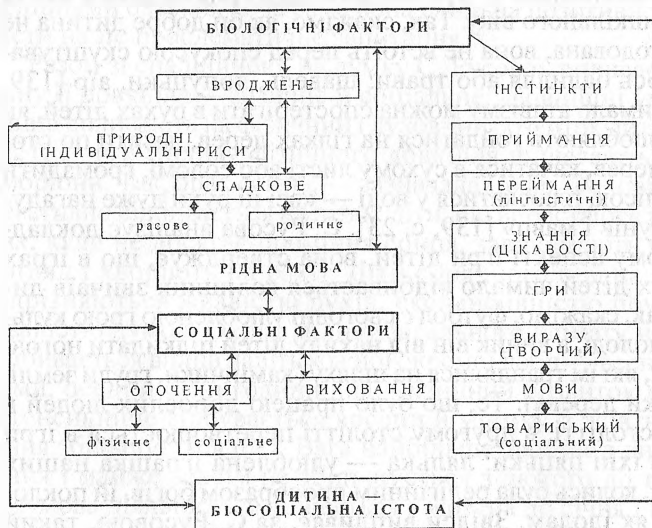 БІОЛОГІЧНІ ФАКТОРИ
ВРОДЖЕНЕ
ІНСТИНКТИ
ПРИРОДНІ
ІНДИВІДУАЛЬНІ РИСИ
ПРИЙМАННЯ
СПАДКОВЕ
ПЕРЕЙМАННЯ
(лінгвістичні)
расове
родинне
ЗНАННЯ
(ЦІКАВОСТІ)
РІДНА МОВА
ГРИ
СОЦІАЛЬНІ ФАКТОРИ
ВИРАЗУ
(ТВОРЧИЙ)
ОТОЧЕННЯ
ВИХОВАННЯ
МОВИ
фізичне
соціальне
ТОВАРИСЬКИЙ
(соціальний)
ДИТИНА —
БІОСОЦІАЛЬНА ІСТОТА